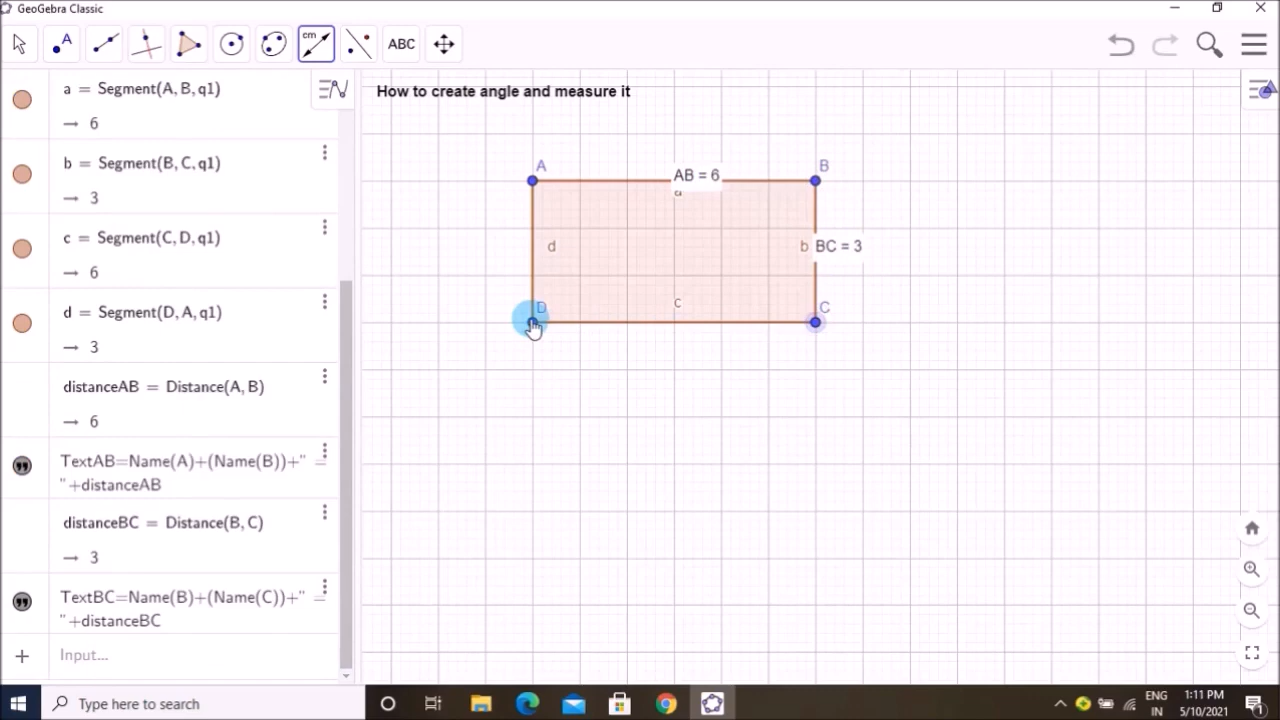 GeoGebra Classic
cm
ABC
a = Segment(A, B, q1)
→ 6
b = Segment(B, C, q1)
→ 3
c = Segment(C, D, q1)
→ 6
d = Segment(D, A, q1)
→ 3
distanceAB = Distance(A, B)
→ 6
TextAB=Name(A)+(Name(B))+" =
"+distanceAB
distanceBC = Distance(B, C)
→ 3
TextBC=Name(B)+(Name(C))+" =
"+distanceBC
Input...
How to create angle and measure it
A
AB = 6
B
a
d
b BC = 3
D
c
C
Type here to search
ENG
IN
1:11 PM
5/10/2021
1